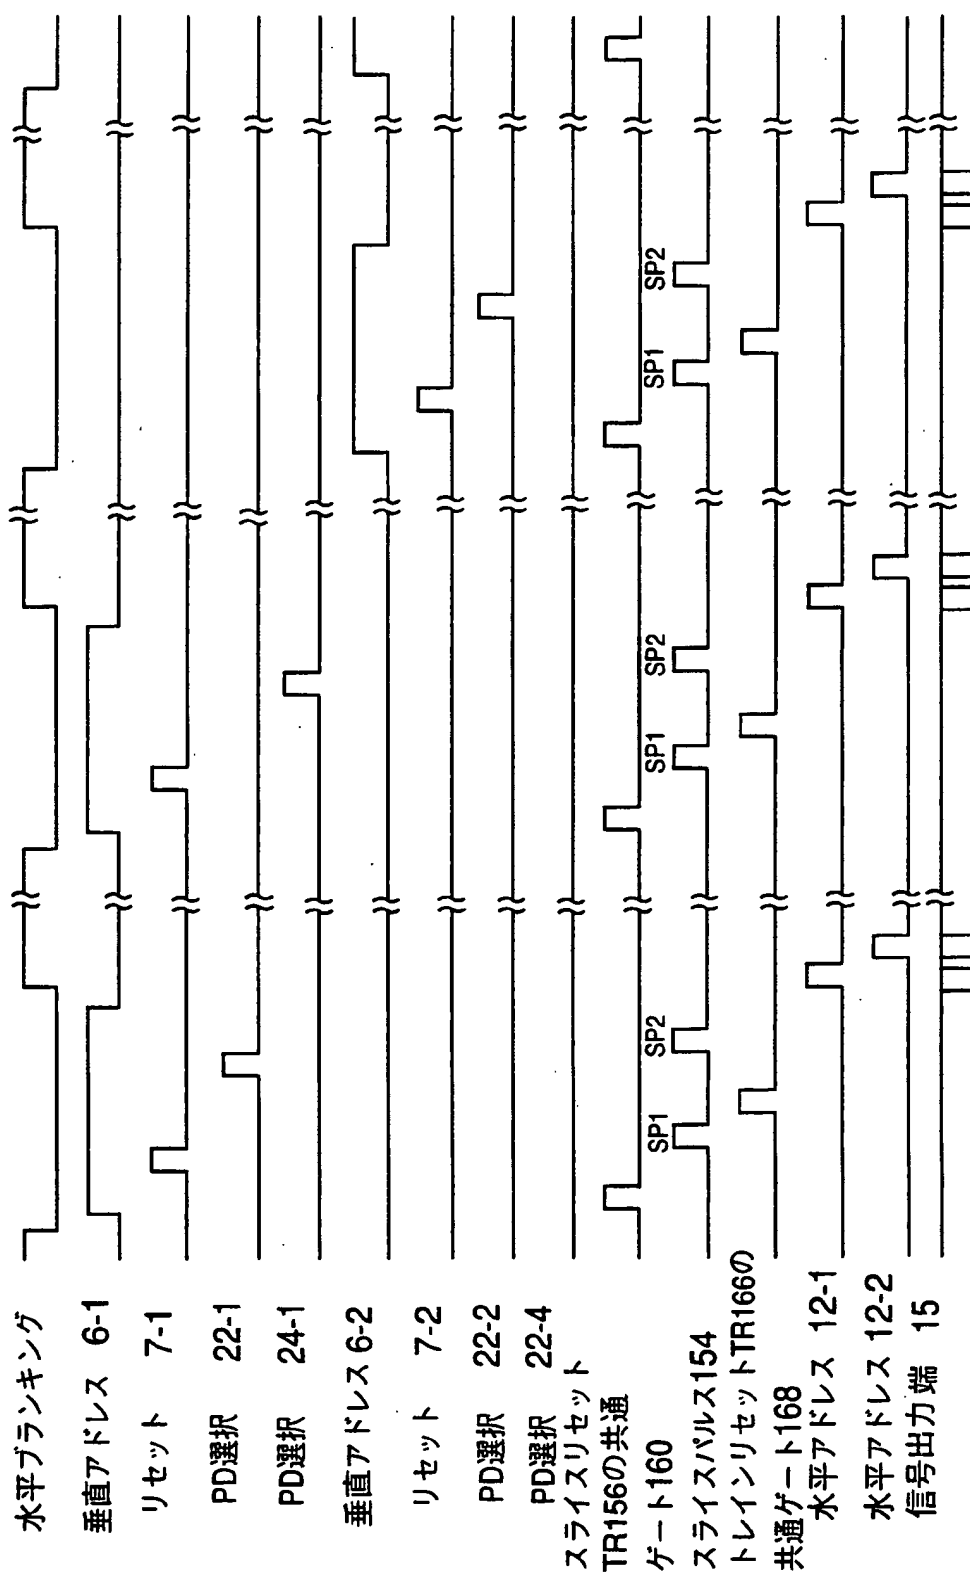 水平ブランキング
垂直アドレス 6-1
リセット 7-1
PD選択 22-1
PD選択 24-1
垂直アドレス 6-2
リセット 7-2
PD選択 22-2
PD選択 22-4
スライスリセット
TR156の共通
ゲート160
スライスパルス154
トレインリセットTR166の
共通ゲート168
水平アドレス 12-1
水平アドレス 12-2
信号出力端 15
SP1
SP2
SP1
SP2
SP1
SP2